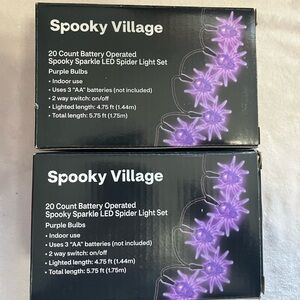 Spooky Village
20 Count Battery Operated
Spooky Sparkle LED Spider Light Set
Purple Bulbs
• Indoor use
• Uses 3 "AA" batteries (not included)
• 2 way switch: on/off
• Lighted length: 4.75 ft (1.44m)
• Total length: 5.75 ft (1.75m)
Spooky Village
20 Count Battery Operated
Spooky Sparkle LED Spider Light Set
Purple Bulbs
• Indoor use
• Uses 3 "AA" batteries (not included)
• 2 way switch: on/off
• Lighted length: 4.75 ft (1.44m)
• Total length: 5.75 ft (1.75m)